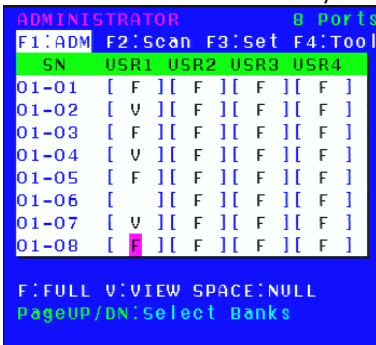 ADMINISTRATOR 8 Ports
F1:ADM F2:Scan F3:Set F4:Tool
SN USR1 USR2 USR3 USR4
01-01 [ F ][ F ][ F ][ F ]
01-02 [ V ][ F ][ F ][ F ]
01-03 [ F ][ F ][ F ][ F ]
01-04 [ V ][ F ][ F ][ F ]
01-05 [ F ][ F ][ F ][ F ]
01-06 [ ][ F ][ F ][ F ]
01-07 [ V ][ F ][ F ][ F ]
01-08 [ F ][ F ][ F ][ F ]
F:FULL V:VIEW SPACE:NULL
PageUP/DN:Select Banks